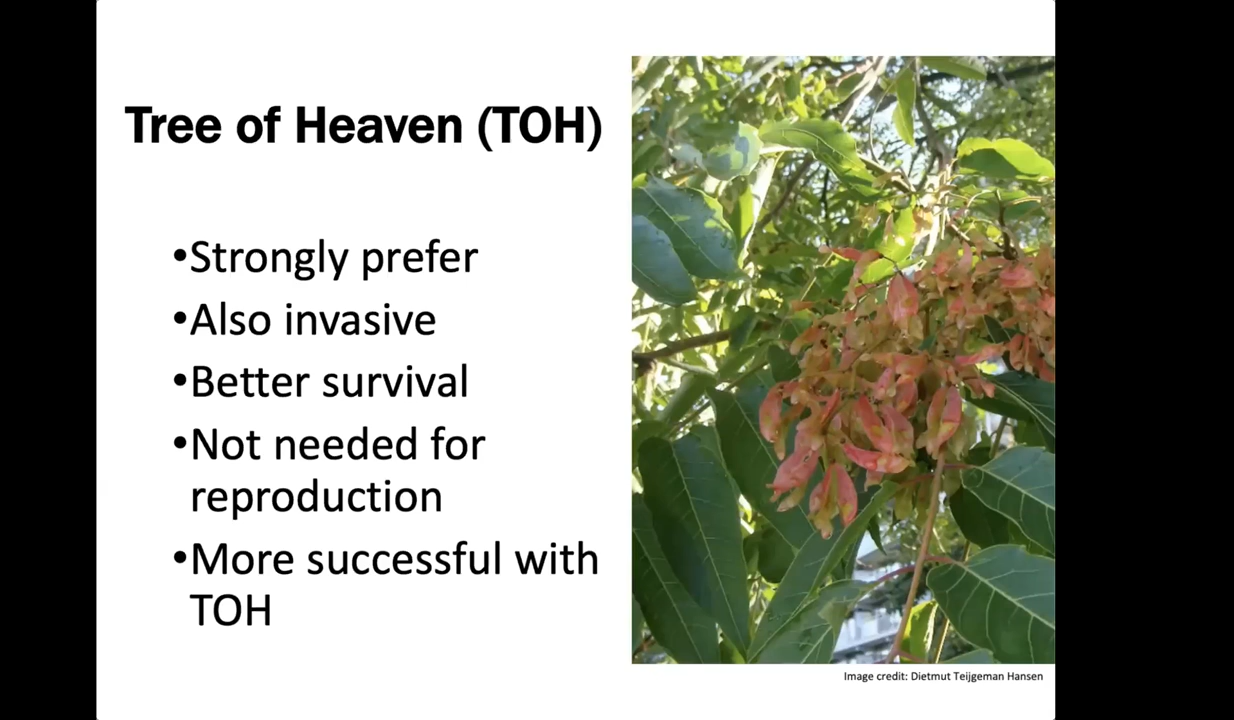 Tree of Heaven (TOH)
•Strongly prefer
•Also invasive
•Better survival
•Not needed for
reproduction
•More successful with
TOH
Image credit: Dietmut Teijgeman Hansen